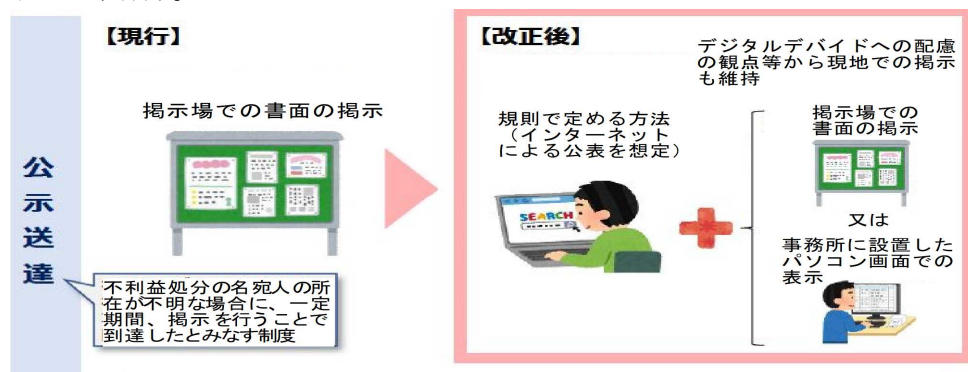 公示送達
【現行】
掲示場での書面の掲示
不利益処分の名宛人の所
在が不明な場合に、一定
期間、掲示を行うことで
到達したとみなす制度
【改正後】
デジタルデバイドへの配慮
の観点等から現地での掲示
も維持
規則で定める方法
（インターネット
による公表を想定）
SEARCH
掲示場での
書面の掲示
又は
事務所に設置した
パソコン画面での
表示